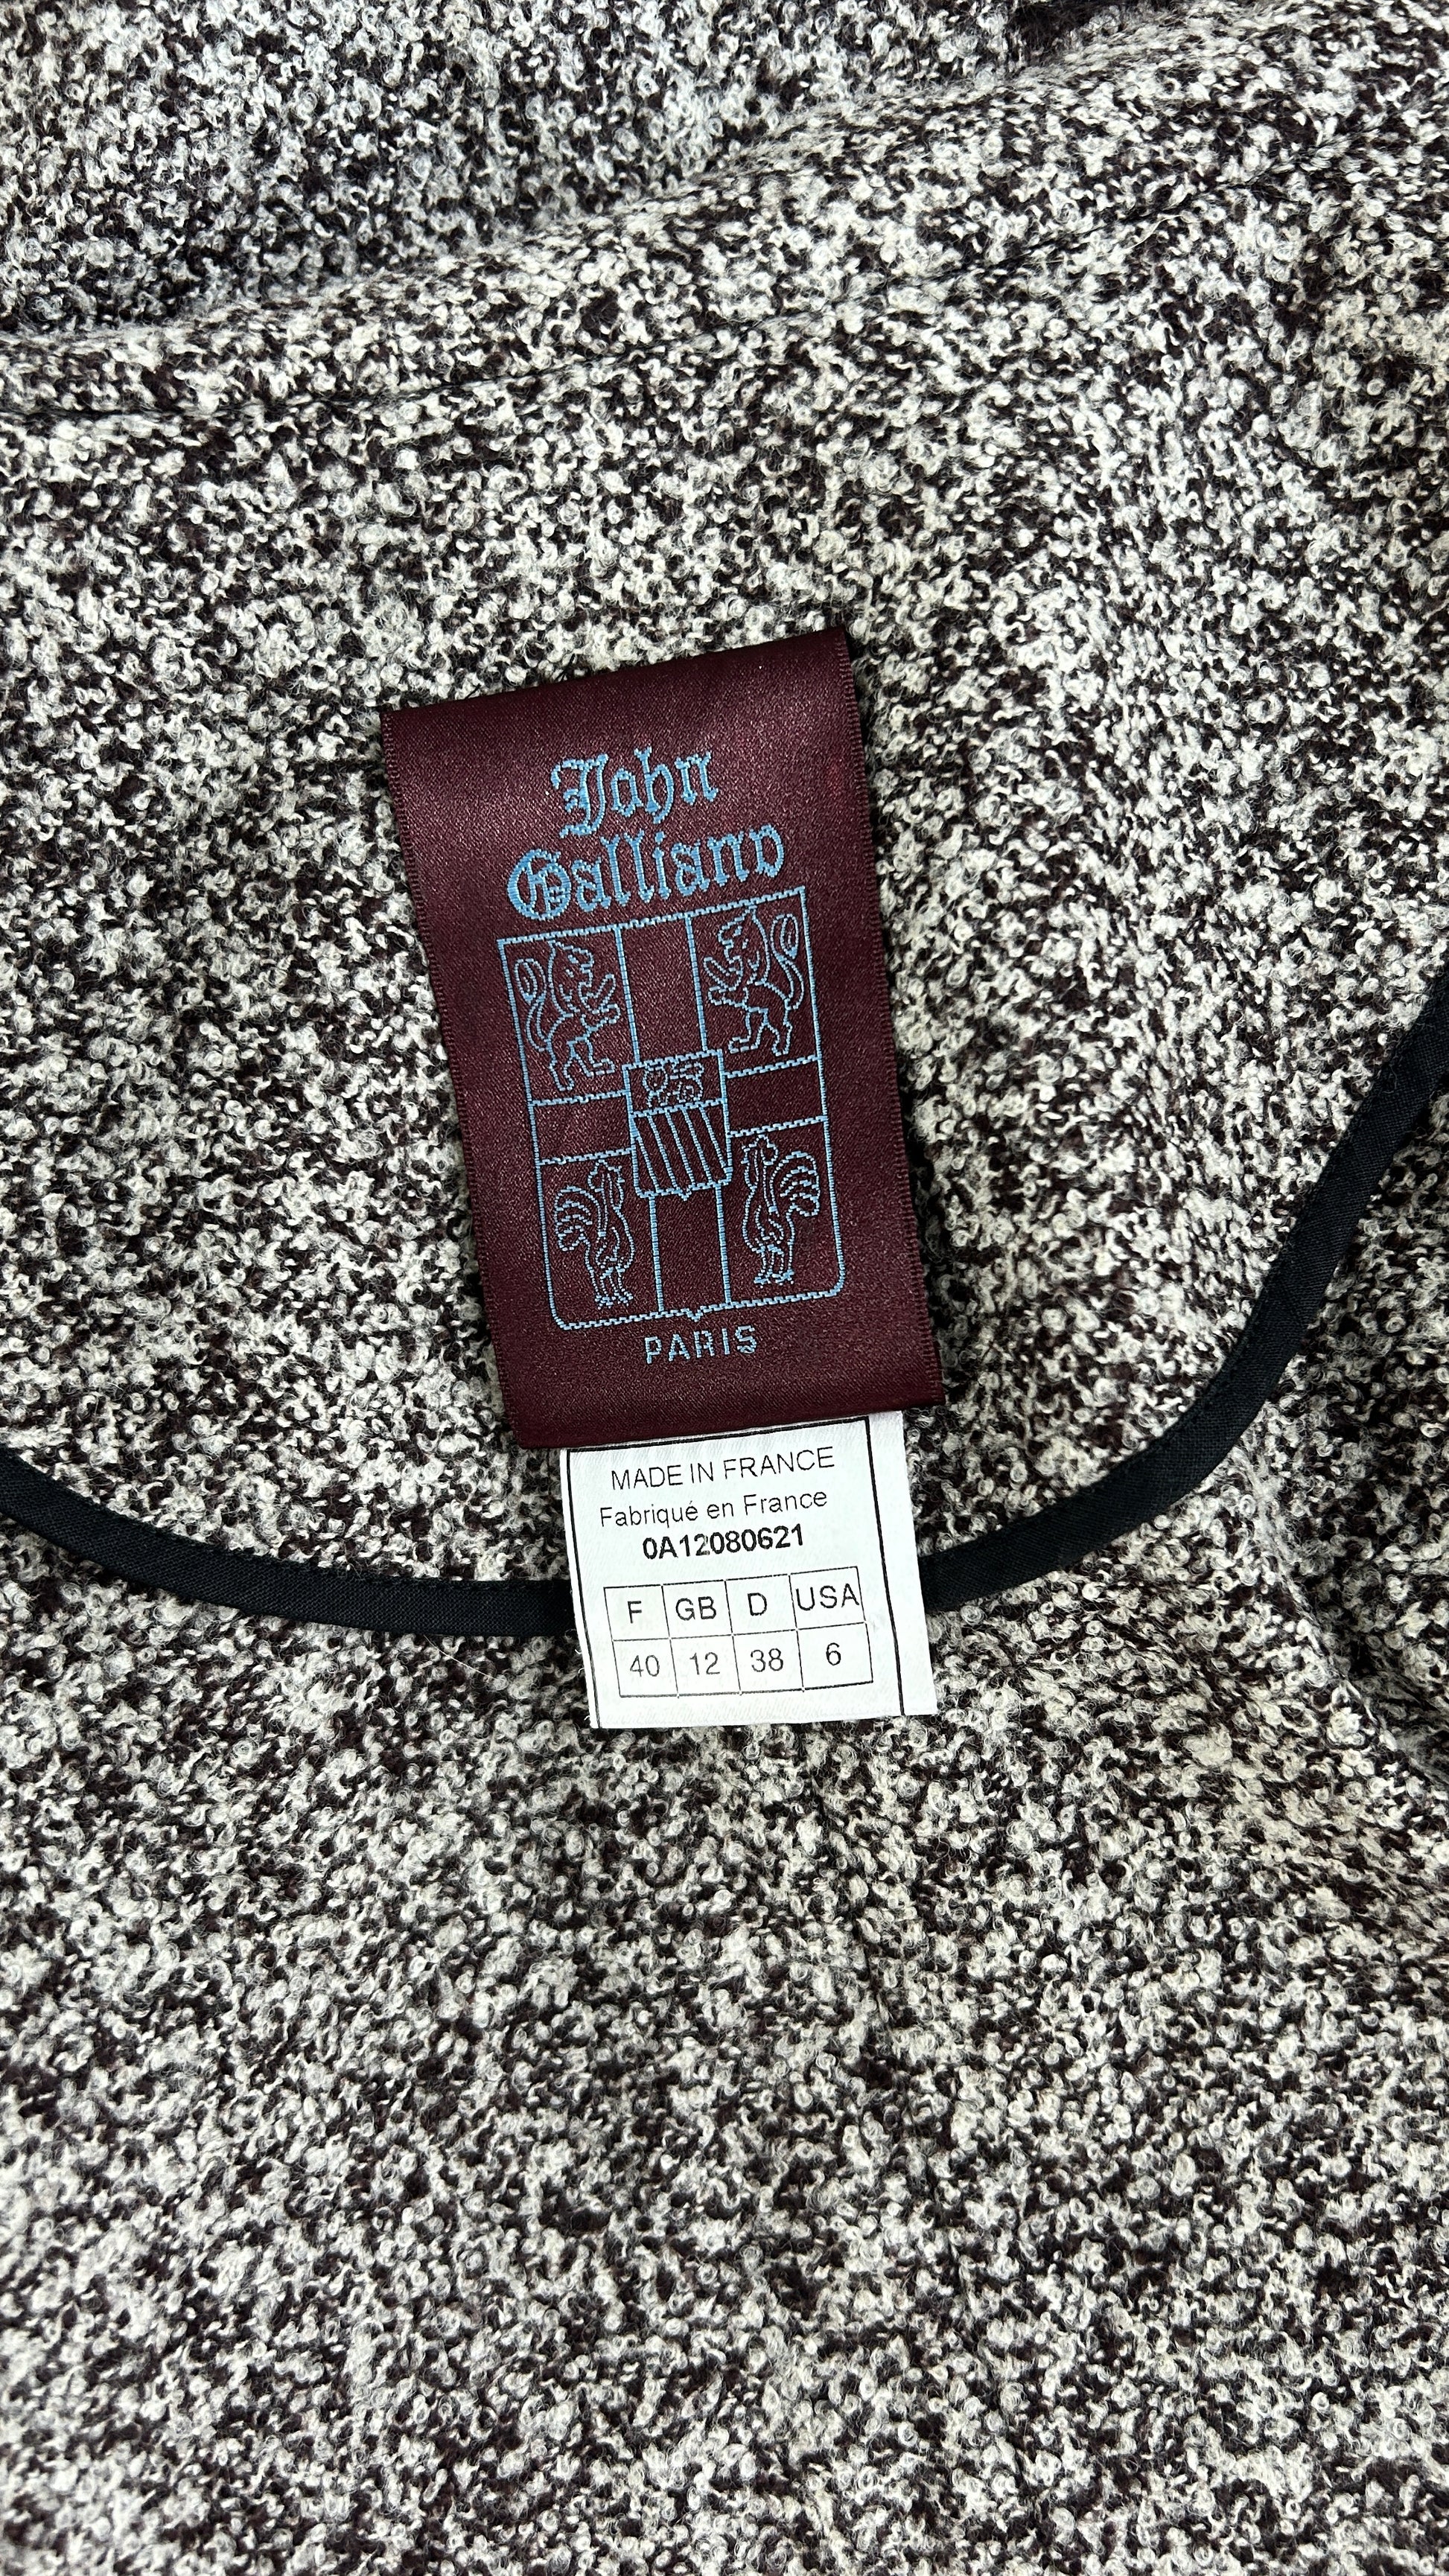 John
Galliano
PARIS
MADE IN FRANCE
Fabriqué en France
0A12080621
F GB D USA
40 12 38 6